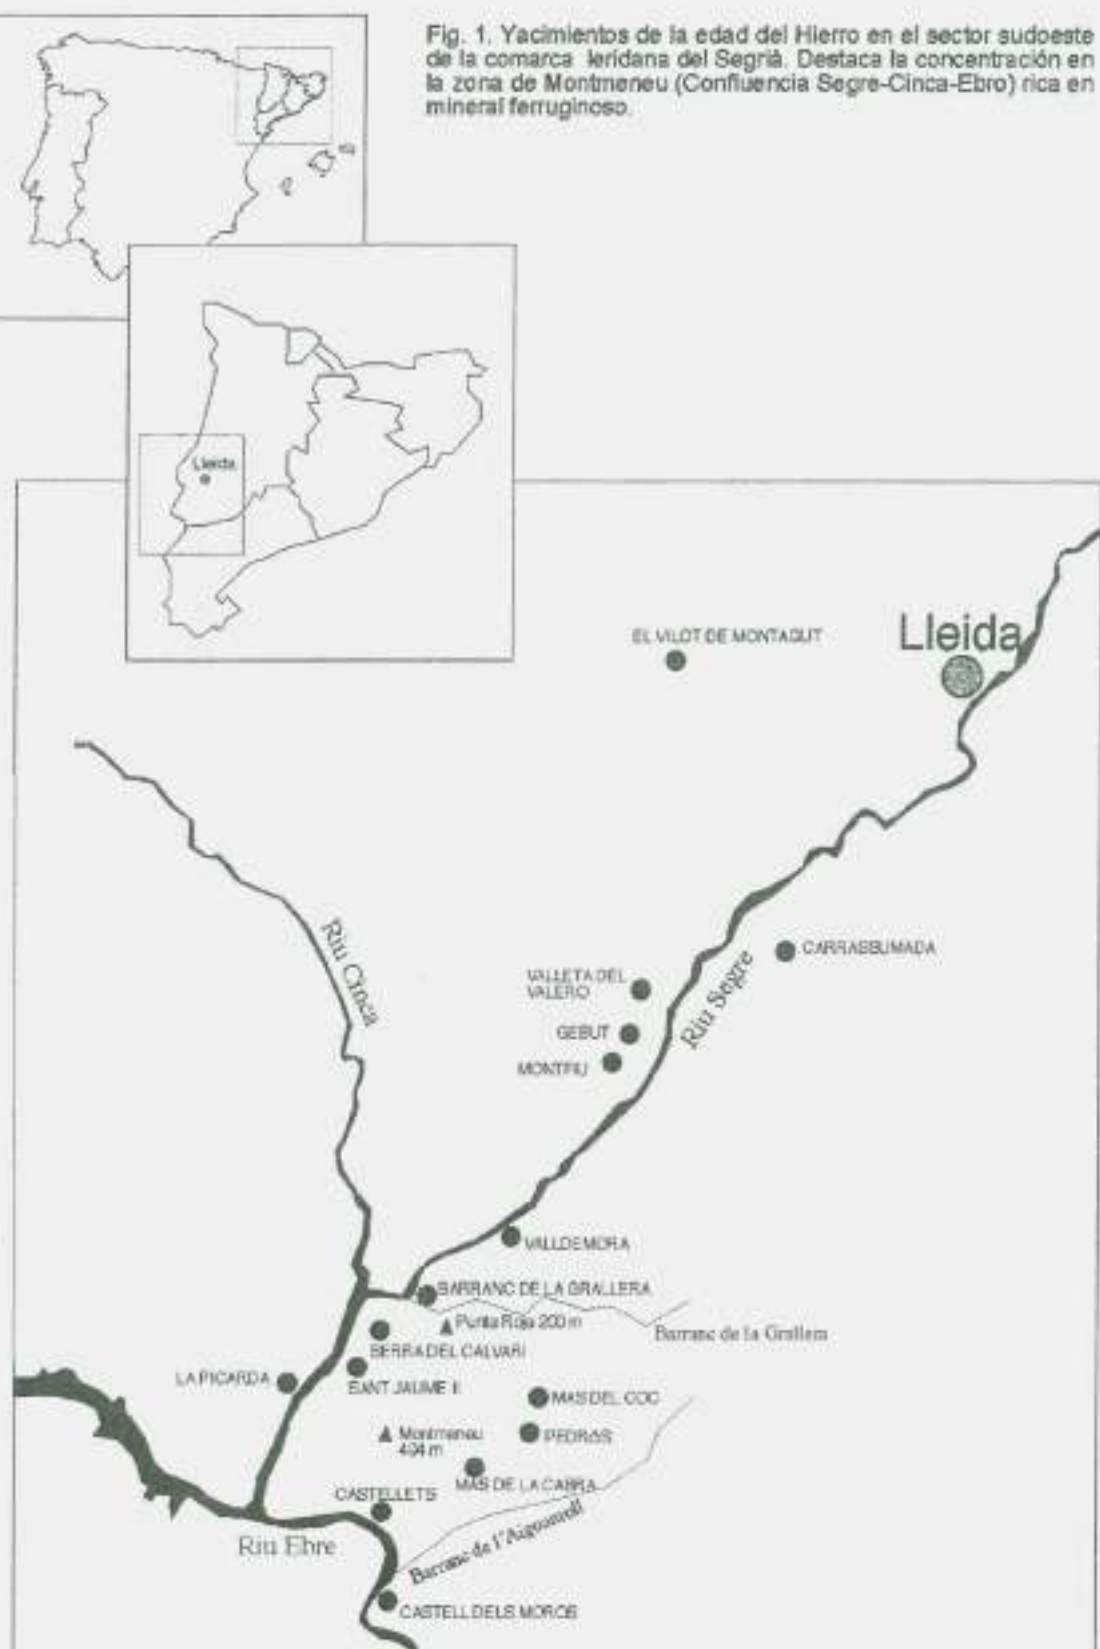 Fig. 1. Yacimientos de la edad del Hierro en el sector sudoeste
de la comarca leridana del Segrià. Destaca la concentración en
la zona de Montmeneu (Confluencia Segre-Cinca-Ebro) rica en
mineral ferruginoso.
Lleida
EL VILOT DE MONTAGUT
Lleida
Riu Cinca
CARRASSUMADA
VALLETA DEL
VALERO
Riu Segre
GEBUT
MONTFIU
VALLDEMORA
BARRANC DE LA GRALLERA
Punta Roja 200 m
Barranc de la Grallera
SERRA DEL CALVARI
LA PICARDA
SANT JAUME II
MAS DEL COC
Montmeneu
494 m
PEDRÓS
MAS DE LA CABRA
CASTELLETS
Barranc de l'Aiguamoll
Riu Ebre
CASTELL DELS MOROS